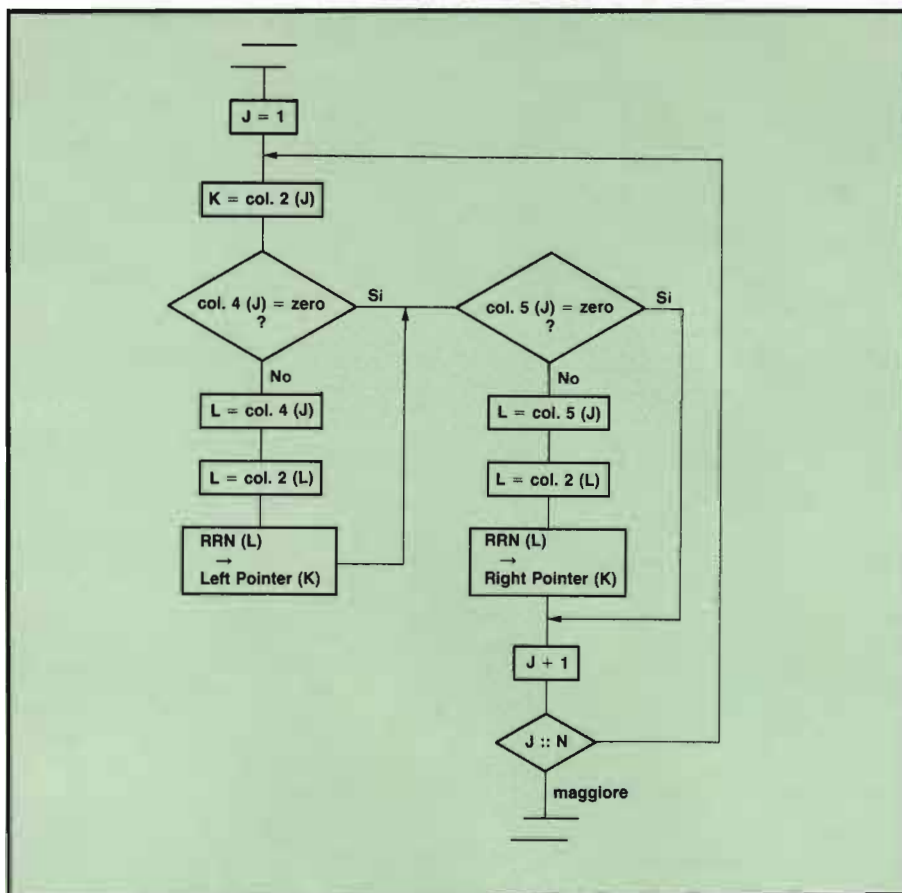 J = 1
K = col. 2 (J)
col. 4 (J) = zero
?
Si
No
L = col. 4 (J)
L = col. 2 (L)
RRN (L)
→
Left Pointer (K)
col. 5 (J) = zero
?
Si
No
L = col. 5 (J)
L = col. 2 (L)
RRN (L)
→
Right Pointer (K)
J + 1
J :: N
maggiore